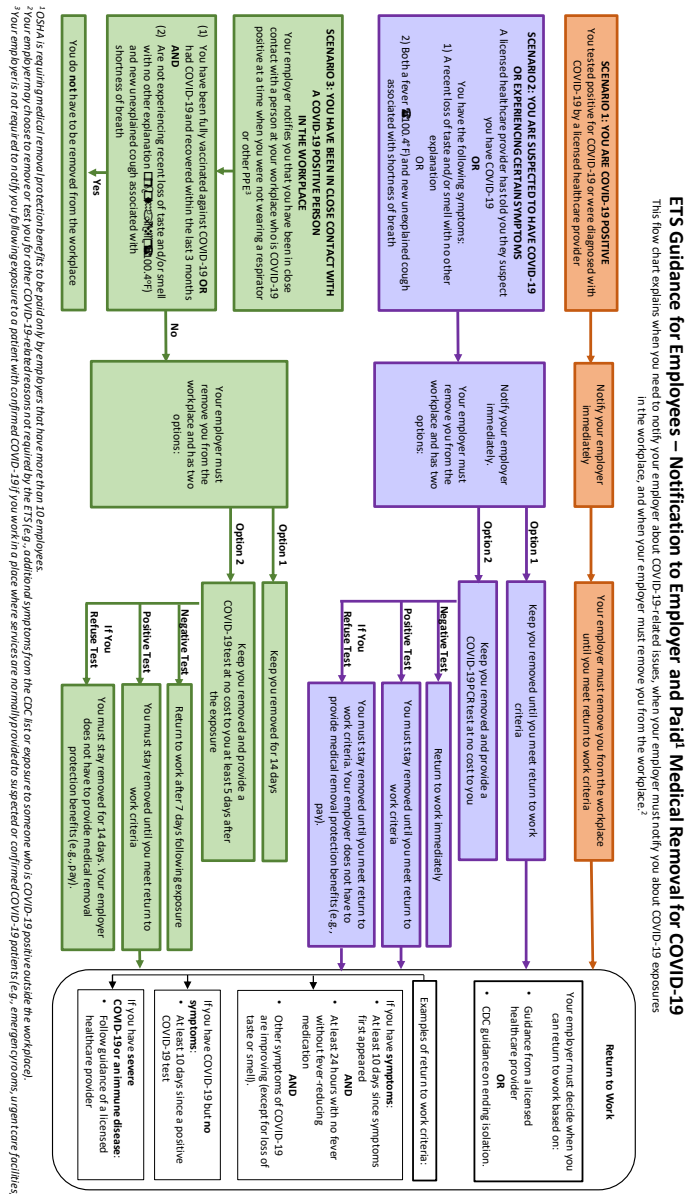 ETS Guidance for Employees – Notification to Employer and Paid¹ Medical Removal for COVID-19
This flow chart explains when you need to notify your employer about COVID-19-related issues, when your employer must notify you about COVID-19 exposures
in the workplace, and when your employer must remove you from the workplace.²
SCENARIO 1: YOU ARE COVID-19 POSITIVE
You tested positive for COVID-19 or were diagnosed with
COVID-19 by a licensed healthcare provider
Notify your employer
immediately
Your employer must remove you from the workplace
until you meet return to work criteria
SCENARIO 2: YOU ARE SUSPECTED TO HAVE COVID-19
OR EXPERIENCING CERTAIN SYMPTOMS
A licensed healthcare provider has told you they suspect
you have COVID-19
OR
You have the following symptoms:
1) A recent loss of taste and/or smell with no other
explanation
OR
2) Both a fever 100.4°F) and new unexplained cough
associated with shortness of breath
Notify your employer
immediately.
Your employer must
remove you from the
workplace and has two
options:
Option 1
Keep you removed until you meet return to work
criteria
Option 2
Keep you removed and provide a
COVID-19 PCR test at no cost to you
Negative Test
Return to work immediately
Positive Test
You must stay removed until you meet return to
work criteria
If You
Refuse Test
You must stay removed until you meet return to
work criteria. Your employer does not have to
provide medical removal protection benefits (e.g.,
pay).
SCENARIO 3: YOU HAVE BEEN IN CLOSE CONTACT WITH
A COVID-19 POSITIVE PERSON
IN THE WORKPLACE
Your employer notifies you that you have been in close
contact with a person at your workplace who is COVID-19
positive at a time when you were not wearing a respirator
or other PPE³
(1) You have been fully vaccinated against COVID-19 OR
had COVID-19 and recovered within the last 3 months
AND
(2) Are not experiencing recent loss of taste and/or smell
with no other explanation 100.4°F)
and new unexplained cough associated with
shortness of breath
Yes
You do not have to be removed from the workplace
No
Your employer must
remove you from the
workplace and has two
options:
Option 1
Keep you removed for 14 days
Option 2
Keep you removed and provide a
COVID-19 test at no cost to you at least 5 days after
the exposure
Negative Test
Return to work after 7 days following exposure
Positive Test
You must stay removed until you meet return to
work criteria
If You
Refuse Test
You must stay removed for 14 days. Your employer
does not have to provide medical removal
protection benefits (e.g., pay).
Return to Work
Your employer must decide when you
can return to work based on:
• Guidance from a licensed
healthcare provider
OR
• CDC guidance on ending isolation.
Examples of return to work criteria:
If you have symptoms:
• At least 10 days since symptoms
first appeared
AND
• At least 24 hours with no fever
without fever-reducing
medication
AND
• Other symptoms of COVID-19
are improving (except for loss of
taste or smell).
If you have COVID-19 but no
symptoms:
• At least 10 days since a positive
COVID-19 test
If you have severe
COVID-19 or an immune disease:
• Follow guidance of a licensed
healthcare provider
¹OSHA is requiring medical removal protection benefits to be paid only by employers that have more than 10 employees.
²Your employer may choose to remove or test you for other COVID-19-related reasons not required by the ETS (e.g., additional symptoms from the CDC list or exposure to someone who is COVID-19 positive outside the workplace).
³Your employer is not required to notify you following exposure to a patient with confirmed COVID-19 if you work in a place where services are normally provided to suspected or confirmed COVID-19 patients (e.g., emergency rooms, urgent care facilities,